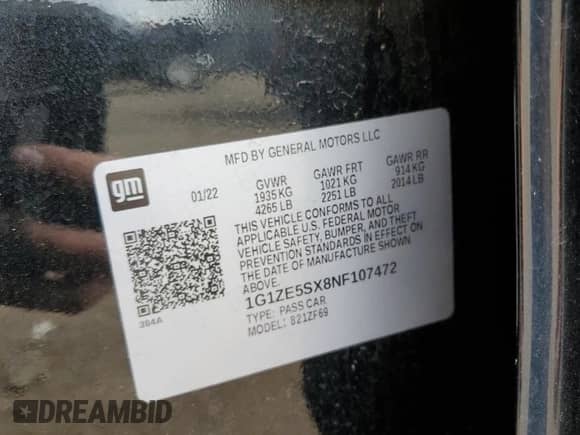 MFD BY GENERAL MOTORS LLC
gm
01/22
GVWR
1935 KG
4265 LB
GAWR FRT
1021 KG
2251 LB
GAWR RR
914 KG
2014 LB
THIS VEHICLE CONFORMS TO ALL
APPLICABLE U.S. FEDERAL MOTOR
VEHICLE SAFETY, BUMPER, AND THEFT
PREVENTION STANDARDS IN EFFECT ON
THE DATE OF MANUFACTURE SHOWN
ABOVE.
1G1ZE5SX8NF107472
TYPE: PASS CAR
MODEL: 821ZF69
384A
DREAMBID